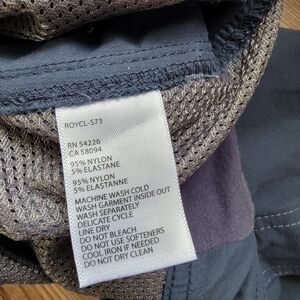 ROYCL-573
RN 54226
CA 58094
95% NYLON
5% ELASTANE
95% NYLON
5% ELASTANNE
MACHINE WASH COLD
WASH GARMENT INSIDE OUT
WASH SEPARATELY
DELICATE CYCLE
LINE DRY
DO NOT BLEACH
DO NOT USE SOFTENERS
COOL IRON IF NEEDED
DO NOT DRY CLEAN